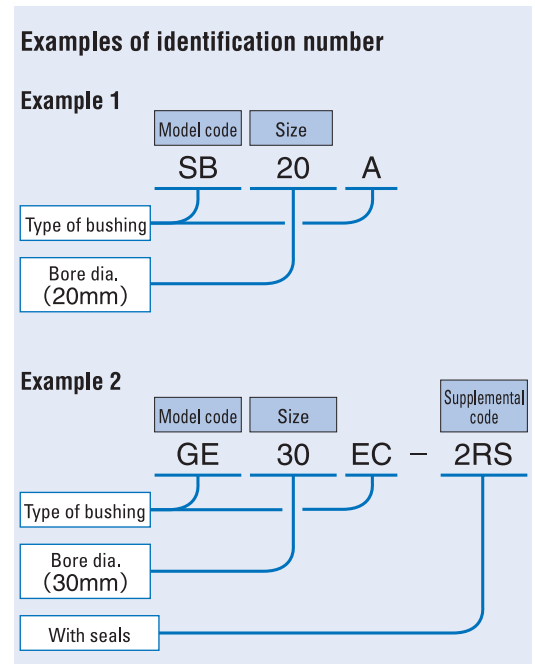 Examples of identification number
Example 1
Model code Size
SB 20 A
Type of bushing
Bore dia.
(20mm)
Example 2
Model code Size Supplemental
code
GE 30 EC – 2RS
Type of bushing
Bore dia.
(30mm)
With seals